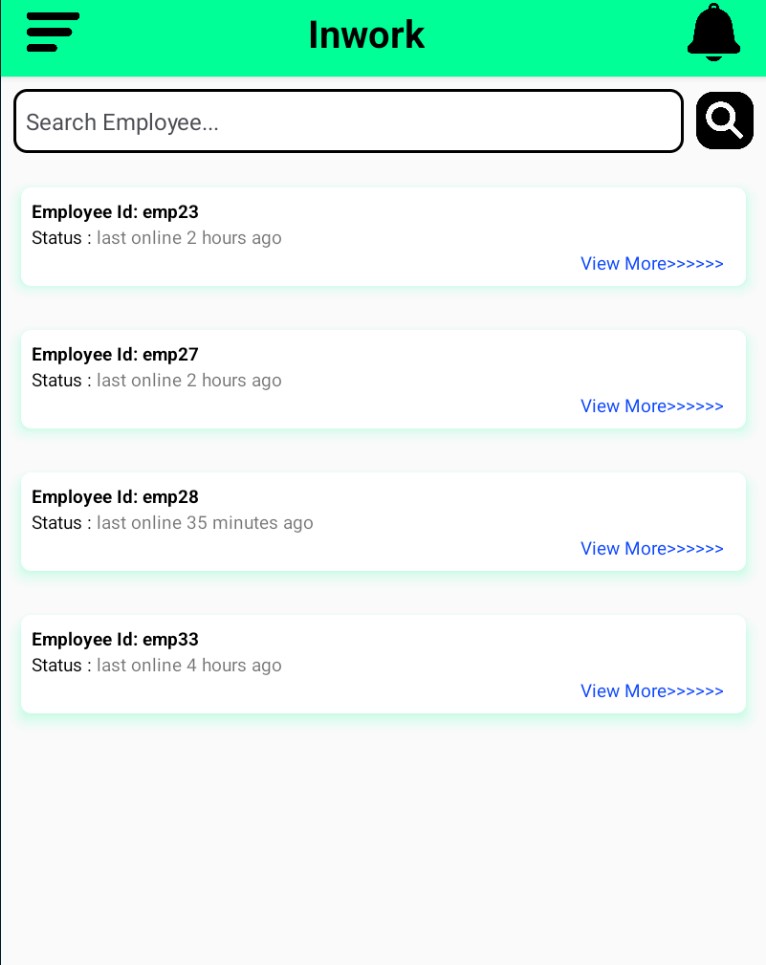 Inwork
Search Employee...
Employee Id: emp23
Status : last online 2 hours ago
View More>>>>>>
Employee Id: emp27
Status : last online 2 hours ago
View More>>>>>>
Employee Id: emp28
Status : last online 35 minutes ago
View More>>>>>>
Employee Id: emp33
Status : last online 4 hours ago
View More>>>>>>